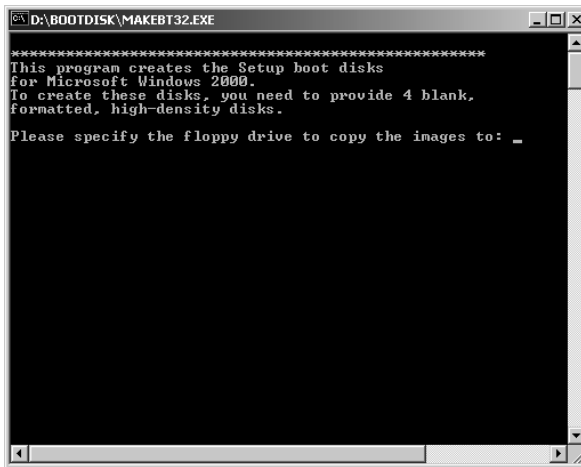 D:\BOOTDISK\MAKEBT32.EXE
*****************************************************
This program creates the Setup boot disks
for Microsoft Windows 2000.
To create these disks, you need to provide 4 blank,
formatted, high-density disks.
Please specify the floppy drive to copy the images to: _